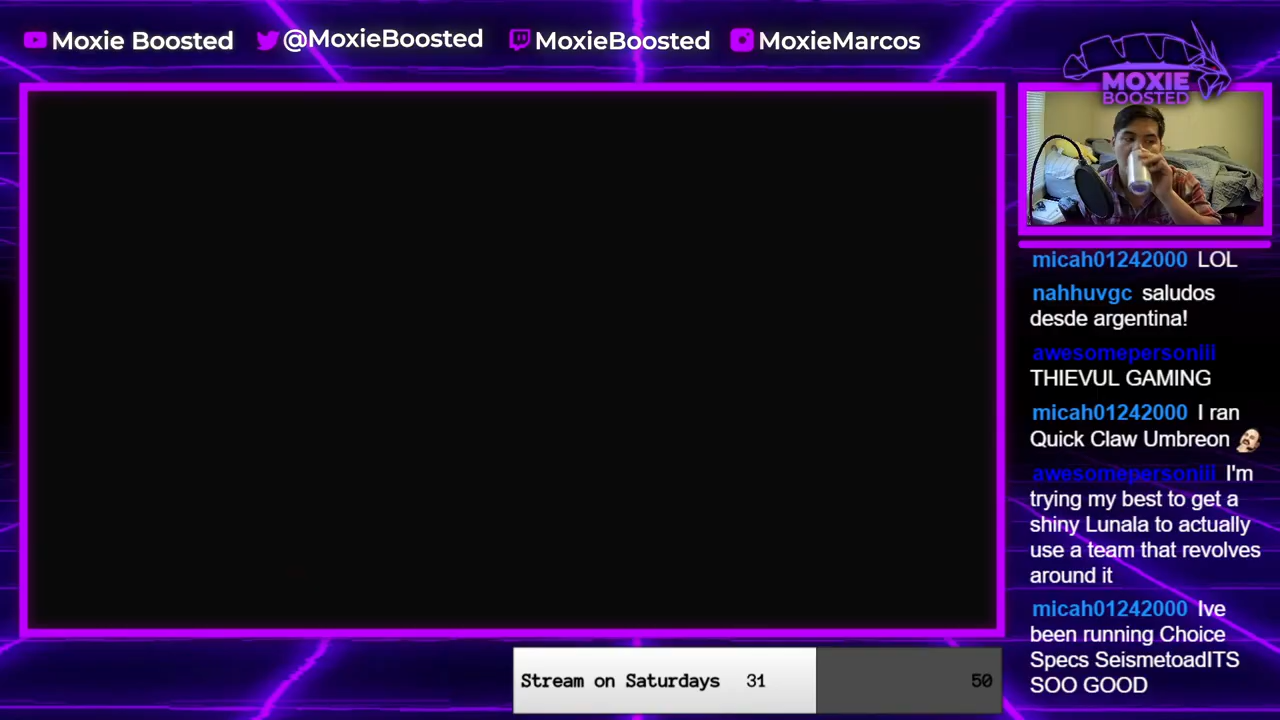 Moxie Boosted @MoxieBoosted MoxieBoosted MoxieMarcos
MOXIE
BOOSTED
micah01242000 LOL
nahhuvgc saludos
desde argentina!
awesomepersoniii
THIEVUL GAMING
micah01242000 I ran
Quick Claw Umbreon
awesomepersoniii I'm
trying my best to get a
shiny Lunala to actually
use a team that revolves
around it
micah01242000 Ive
been running Choice
Specs SeismetoadITS
SOO GOOD
Stream on Saturdays 31 50